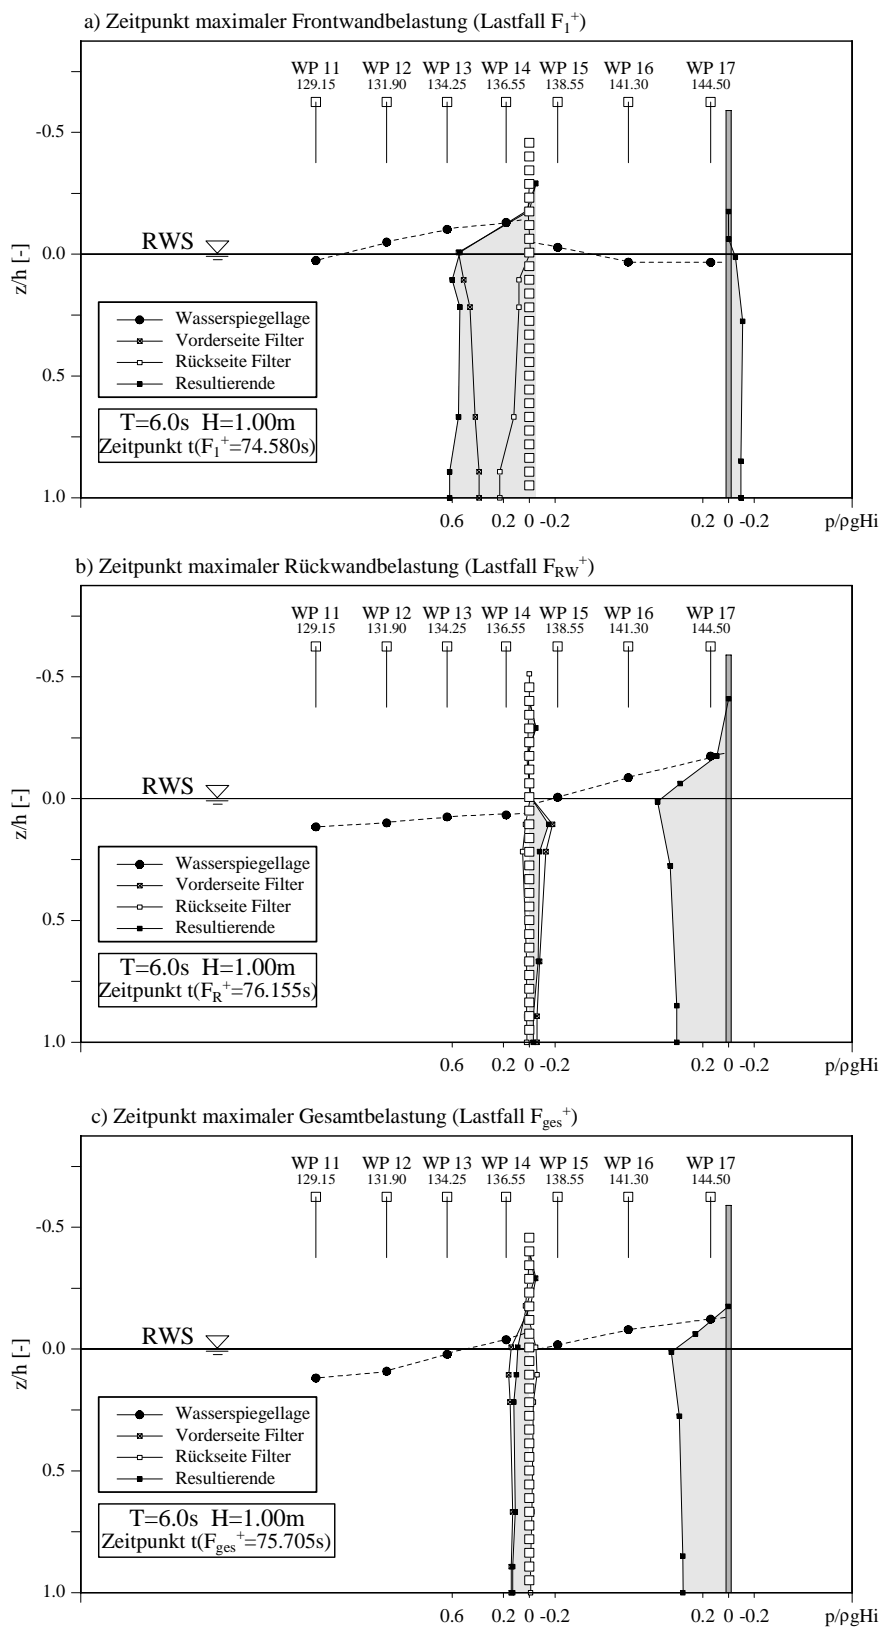 a) Zeitpunkt maximaler Frontwandbelastung (Lastfall F₁⁺)
WP 11 WP 12 WP 13 WP 14 WP 15 WP 16 WP 17
129.15 131.90 134.25 136.55 138.55 141.30 144.50
-0.5
RWS
0.0
z/h [-]
Wasserspiegellage
Vorderseite Filter
0.5
Rückseite Filter
Resultierende
T=6.0s H=1.00m
Zeitpunkt t(F₁⁺=74.580s)
1.0
0.6 0.2 0 -0.2 0.2 0 -0.2 p/ρgHi
b) Zeitpunkt maximaler Rückwandbelastung (Lastfall F_RW⁺)
WP 11 WP 12 WP 13 WP 14 WP 15 WP 16 WP 17
129.15 131.90 134.25 136.55 138.55 141.30 144.50
-0.5
RWS
0.0
z/h [-]
Wasserspiegellage
Vorderseite Filter
0.5
Rückseite Filter
Resultierende
T=6.0s H=1.00m
Zeitpunkt t(F_R⁺=76.155s)
1.0
0.6 0.2 0 -0.2 0.2 0 -0.2 p/ρgHi
c) Zeitpunkt maximaler Gesamtbelastung (Lastfall F_ges⁺)
WP 11 WP 12 WP 13 WP 14 WP 15 WP 16 WP 17
129.15 131.90 134.25 136.55 138.55 141.30 144.50
-0.5
RWS
0.0
z/h [-]
Wasserspiegellage
Vorderseite Filter
0.5
Rückseite Filter
Resultierende
T=6.0s H=1.00m
Zeitpunkt t(F_ges⁺=75.705s)
1.0
0.6 0.2 0 -0.2 0.2 0 -0.2 p/ρgHi